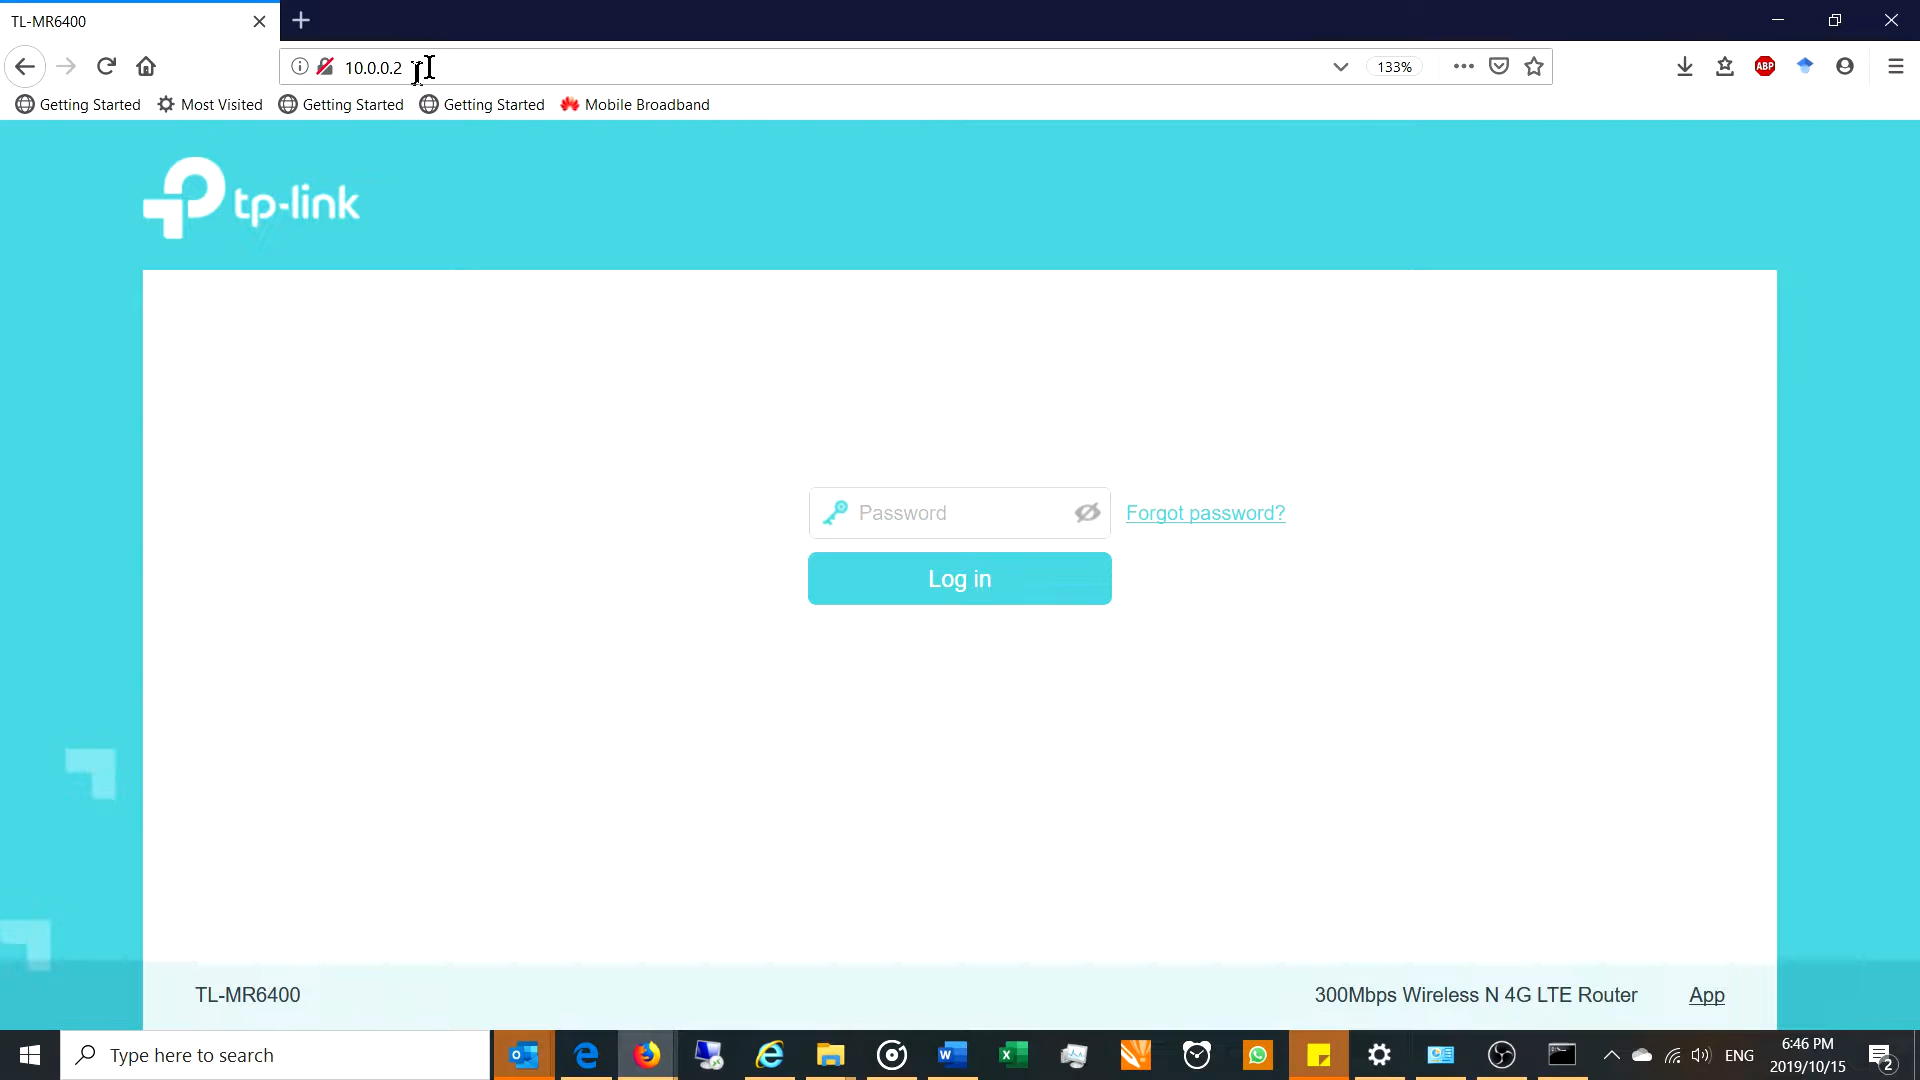 TL-MR6400
10.0.0.2
133%
ABP
Getting Started
Most Visited
Getting Started
Getting Started
Mobile Broadband
tp-link
Password
Forgot password?
Log in
TL-MR6400
300Mbps Wireless N 4G LTE Router
App
Type here to search
ENG
6:46 PM
2019/10/15
2